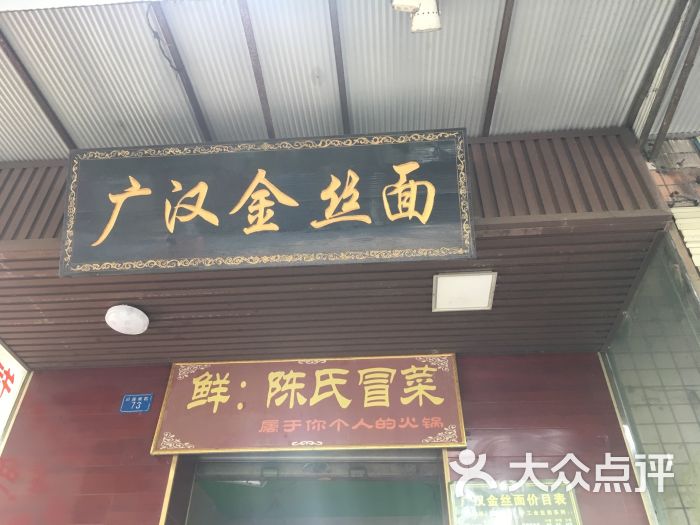 广汉金丝面
鲜：陈氏冒菜
属于你个人的火锅
13
广汉金丝面价目表
大众点评